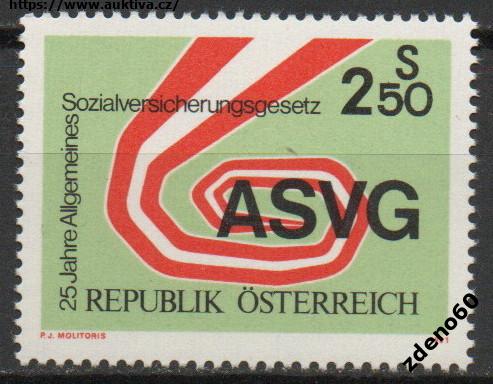 https://www.auktiva.cz/
S
2 50
25 Jahre Allgemeines
Sozialversicherungsgesetz
ASVG
REPUBLIK ÖSTERREICH
P.J. MOLITORIS
zdeno60